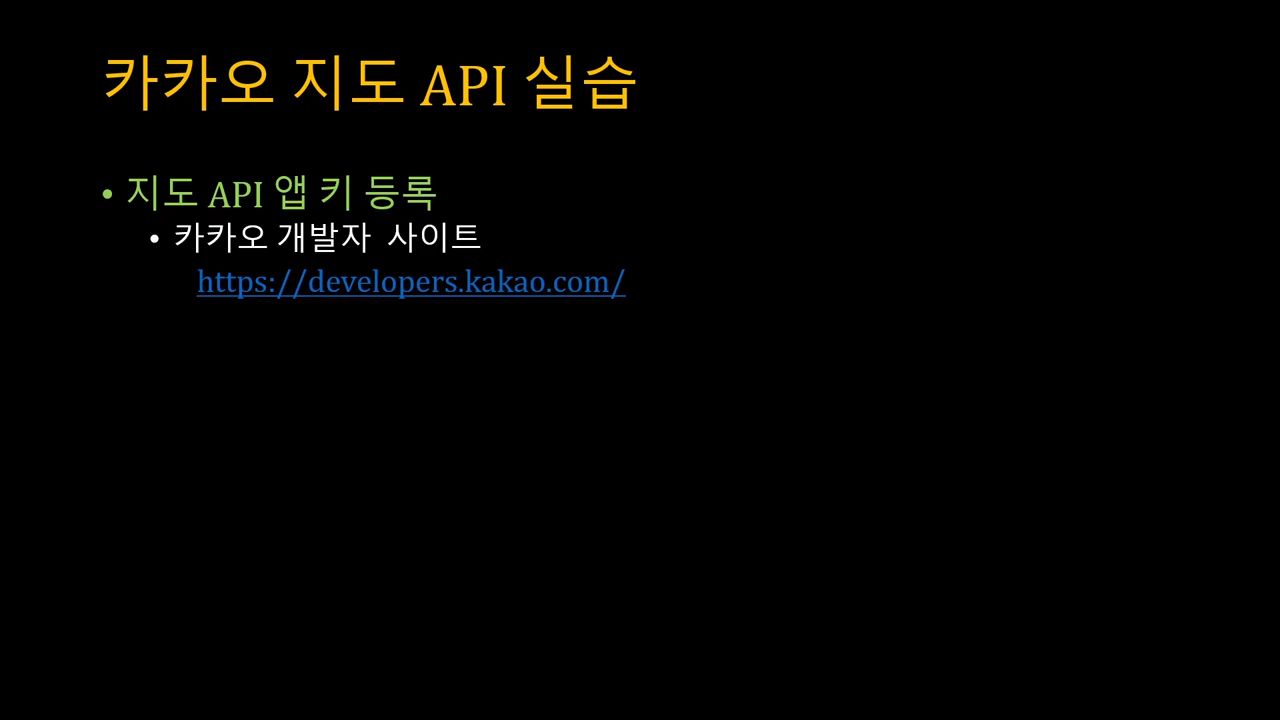 카카오 지도 API 실습
• 지도 API 앱 키 등록
• 카카오 개발자 사이트
https://developers.kakao.com/